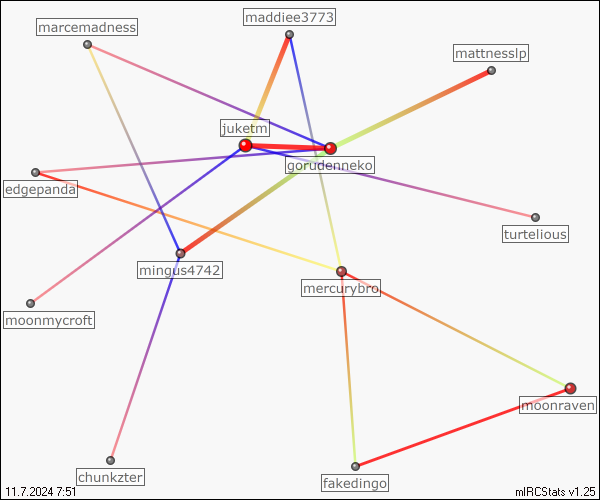 maddiee3773
marcemadness
mattnesslp
juketm
gorudenneko
edgepanda
turtelious
mingus4742
mercurybro
moonmycroft
moonraven
chunkzter
fakedingo
11.7.2024 7:51
mIRCStats v1.25